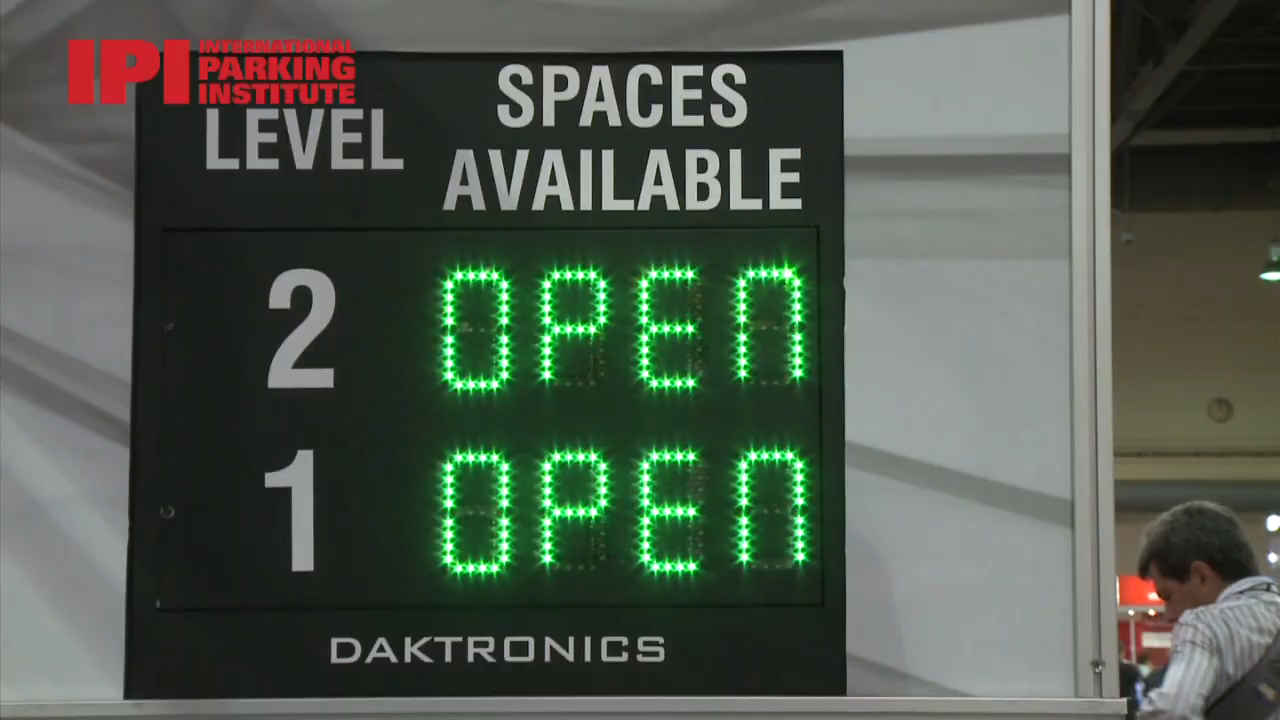 IPI INTERNATIONAL
PARKING
INSTITUTE
LEVEL
SPACES
AVAILABLE
2 OPEN
1 OPEN
DAKTRONICS